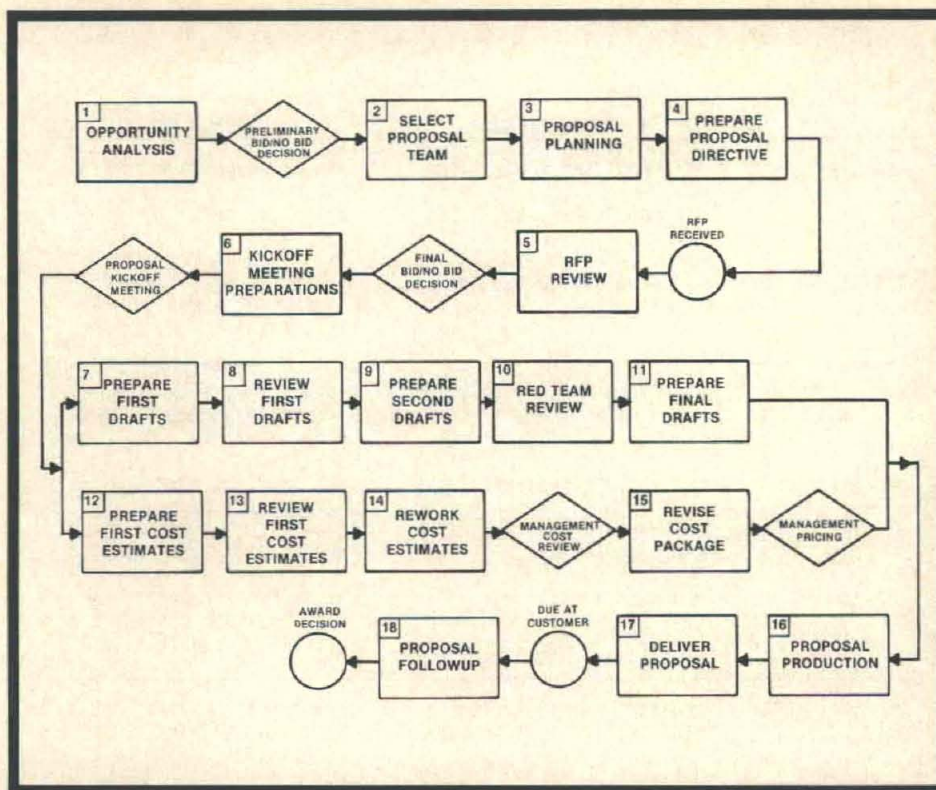 1
OPPORTUNITY
ANALYSIS
PRELIMINARY
BID/NO BID
DECISION
2
SELECT
PROPOSAL
TEAM
3
PROPOSAL
PLANNING
4
PREPARE
PROPOSAL
DIRECTIVE
RFP
RECEIVED
5
RFP
REVIEW
FINAL
BID/NO BID
DECISION
6
KICKOFF
MEETING
PREPARATIONS
PROPOSAL
KICKOFF
MEETING
7
PREPARE
FIRST
DRAFTS
8
REVIEW
FIRST
DRAFTS
9
PREPARE
SECOND
DRAFTS
10
RED TEAM
REVIEW
11
PREPARE
FINAL
DRAFTS
12
PREPARE
FIRST COST
ESTIMATES
13
REVIEW
FIRST
COST
ESTIMATES
14
REWORK
COST
ESTIMATES
MANAGEMENT
COST
REVIEW
15
REVISE
COST
PACKAGE
MANAGEMENT
PRICING
16
PROPOSAL
PRODUCTION
17
DELIVER
PROPOSAL
DUE AT
CUSTOMER
18
PROPOSAL
FOLLOWUP
AWARD
DECISION